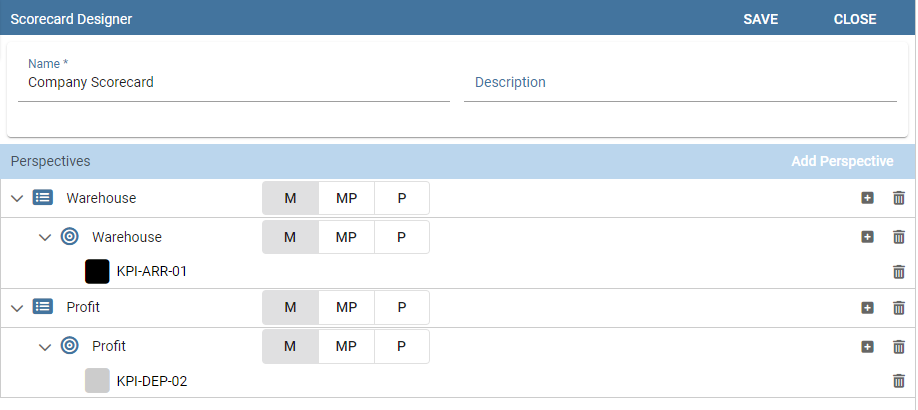 Scorecard Designer SAVE CLOSE
Name *
Company Scorecard Description
Perspectives Add Perspective
Warehouse M MP P
Warehouse M MP P
KPI-ARR-01
Profit M MP P
Profit M MP P
KPI-DEP-02